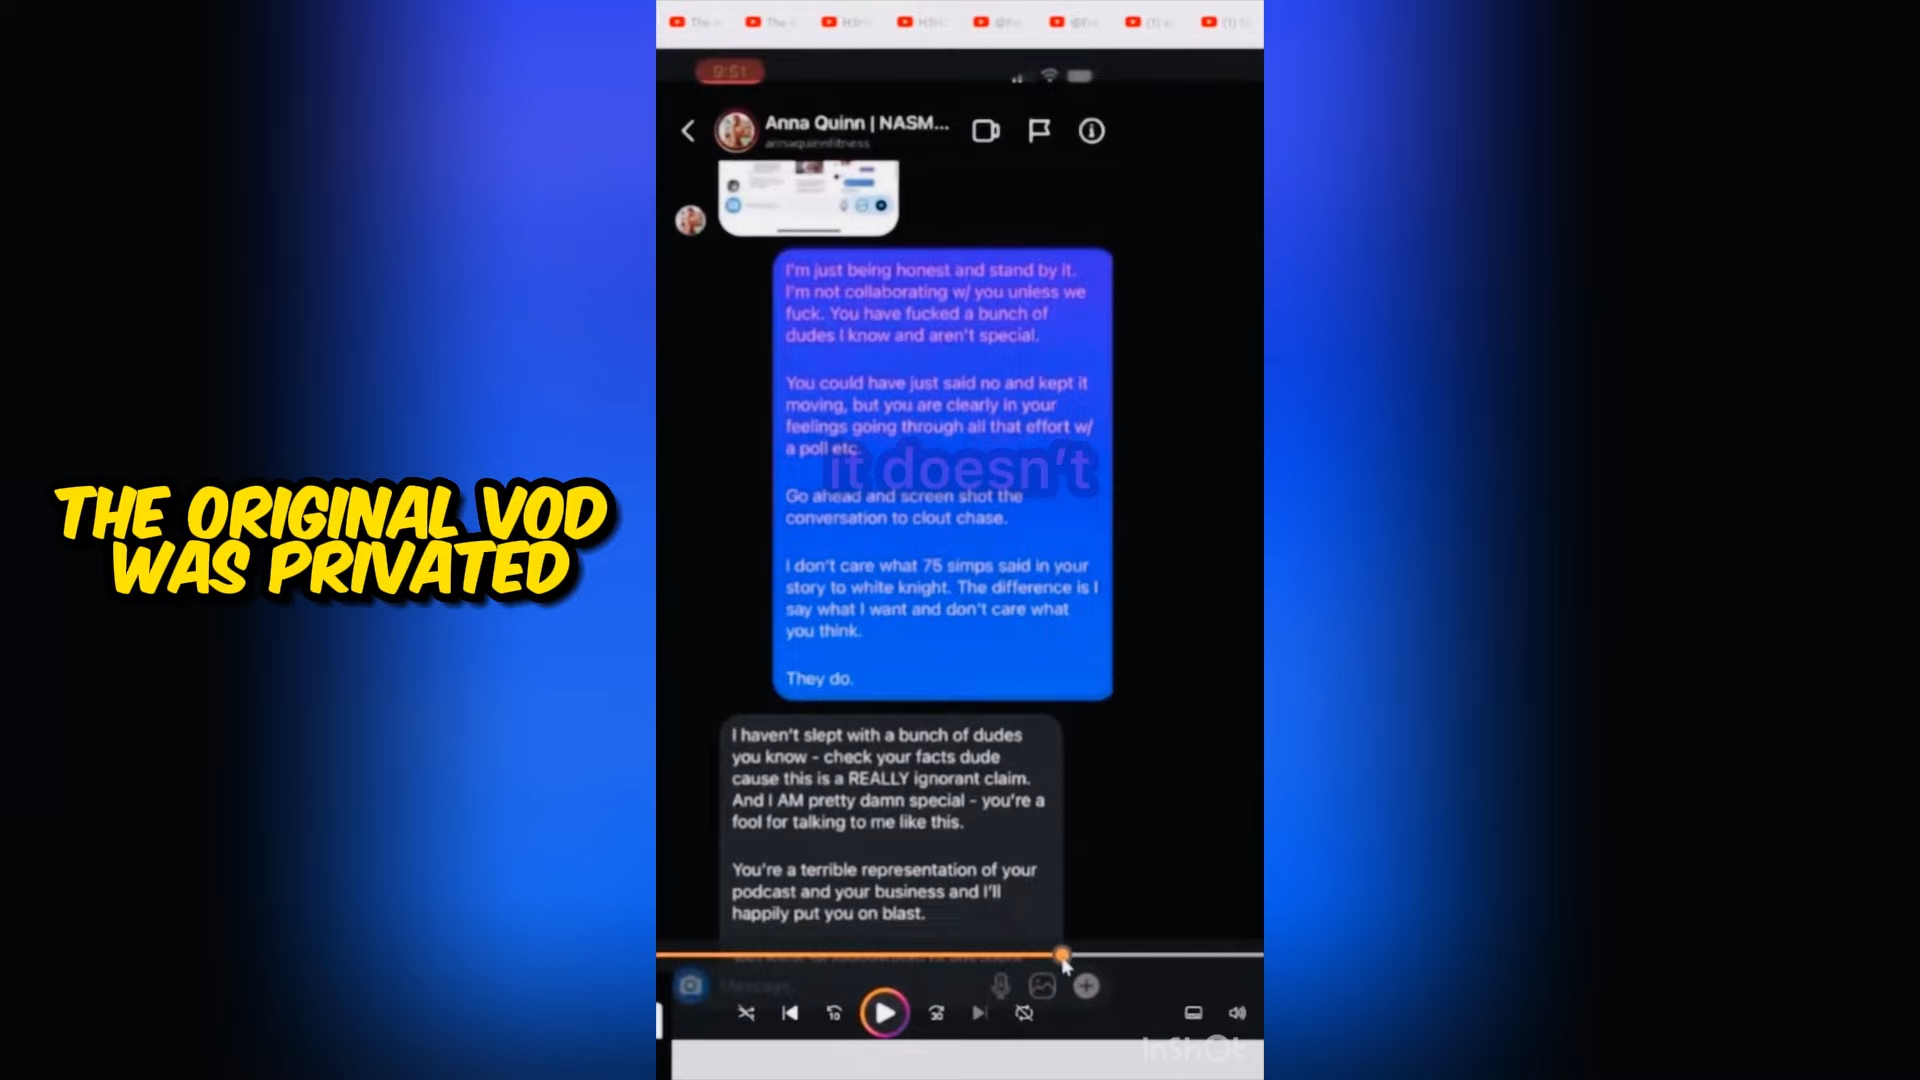 9:51
Anna Quinn | NASM...
annaquinnfitness
I'm just being honest and stand by it.
I'm not collaborating w/ you unless we
fuck. You have fucked a bunch of
dudes I know and aren't special.
You could have just said no and kept it
moving, but you are clearly in your
feelings going through all that effort w/
a poll etc.
it doesn't
Go ahead and screen shot the
conversation to clout chase.
I don't care what 75 simps said in your
story to white knight. The difference is I
say what I want and don't care what
you think.
They do.
THE ORIGINAL VOD
WAS PRIVATED
I haven't slept with a bunch of dudes
you know - check your facts dude
cause this is a REALLY ignorant claim.
And I AM pretty damn special - you're a
fool for talking to me like this.
You're a terrible representation of your
podcast and your business and I'll
happily put you on blast.
Message...
10
30
InShOt